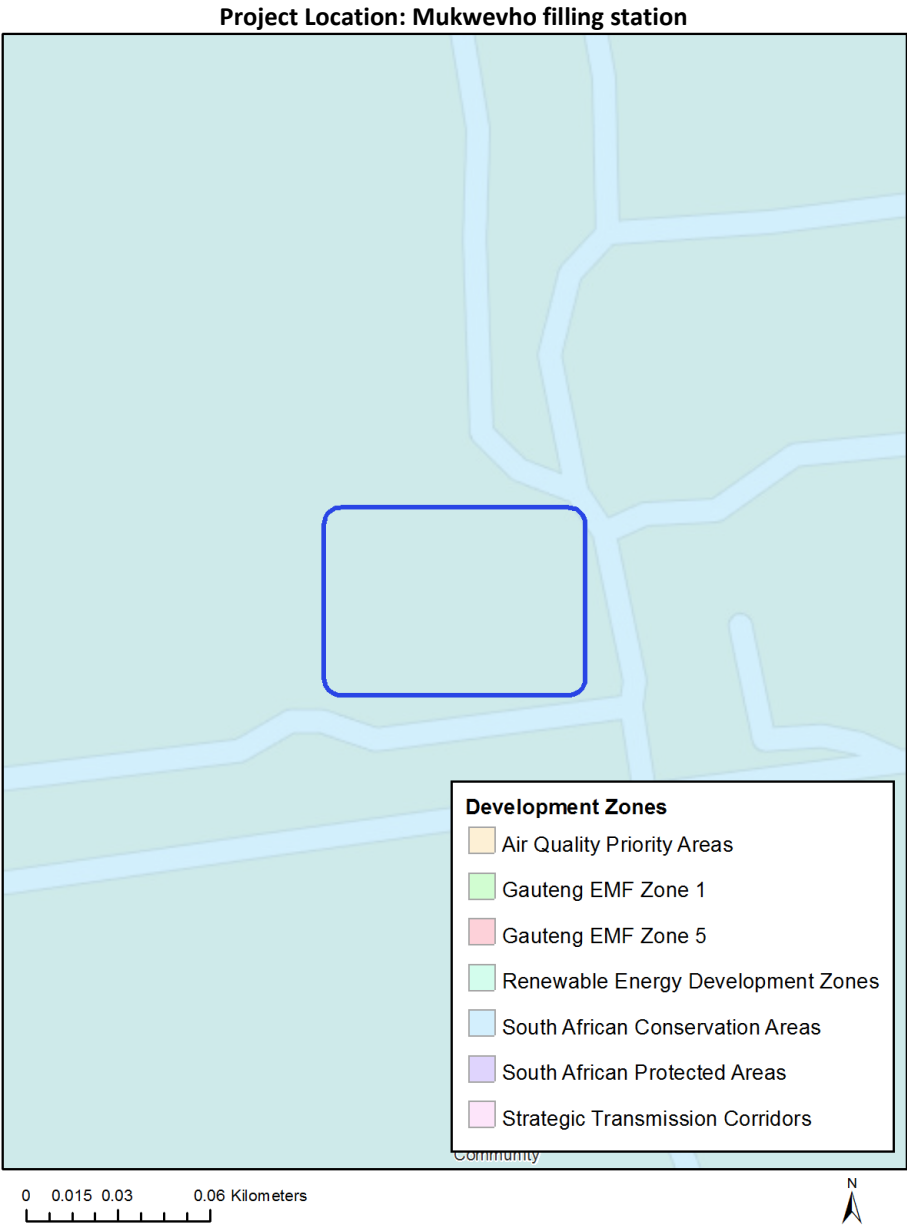 Project Location: Mukwevho filling station
Development Zones
Air Quality Priority Areas
Gauteng EMF Zone 1
Gauteng EMF Zone 5
Renewable Energy Development Zones
South African Conservation Areas
South African Protected Areas
Strategic Transmission Corridors
Community
0 0.015 0.03 0.06 Kilometers
N